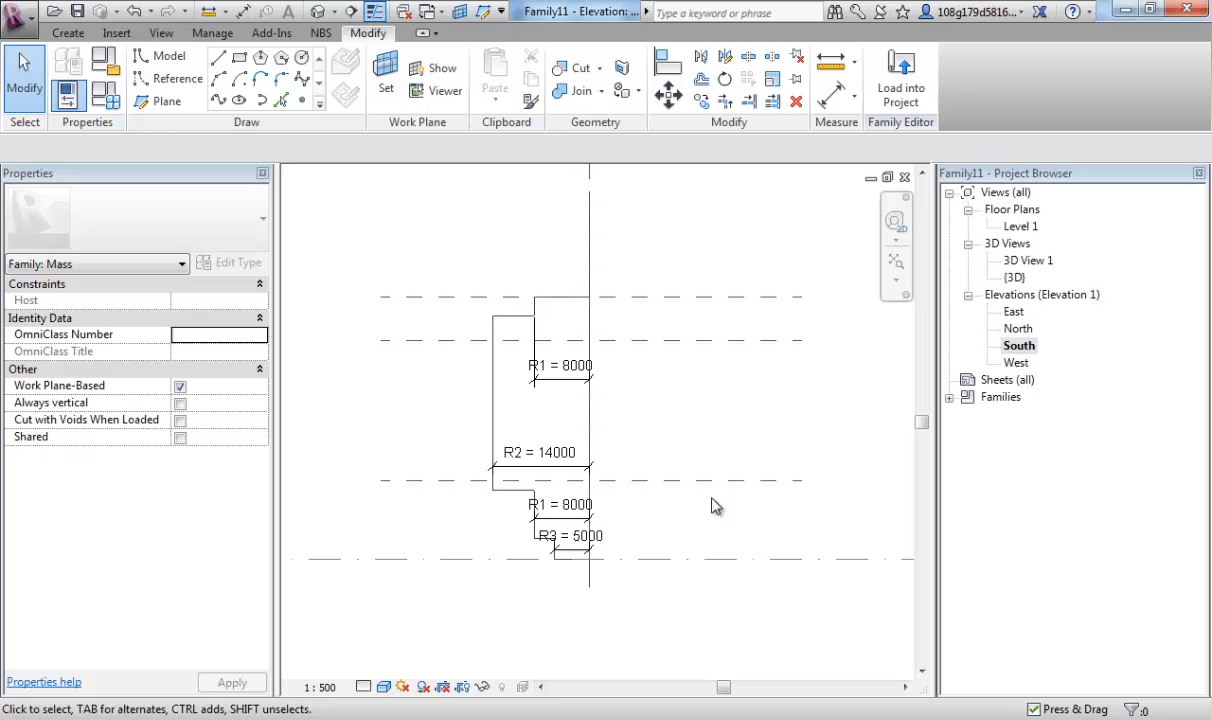 Family11 - Elevation: ...
Type a keyword or phrase
108g179d5816...
Create
Insert
View
Manage
Add-Ins
NBS
Modify
Modify
Model
Reference
Plane
Set
Show
Viewer
Paste
Cut
Join
Load into
Project
Select
Properties
Draw
Work Plane
Clipboard
Geometry
Modify
Measure
Family Editor
Properties
Family: Mass
Edit Type
Constraints
Host
Identity Data
OmniClass Number
OmniClass Title
Other
Work Plane-Based
Always vertical
Cut with Voids When Loaded
Shared
Properties help
Apply
R1 = 8000
R2 = 14000
R1 = 8000
R3 = 5000
2D
1 : 500
Family11 - Project Browser
Views (all)
Floor Plans
Level 1
3D Views
3D View 1
{3D}
Elevations (Elevation 1)
East
North
South
West
Sheets (all)
Families
Click to select, TAB for alternates, CTRL adds, SHIFT unselects.
Press & Drag
:0